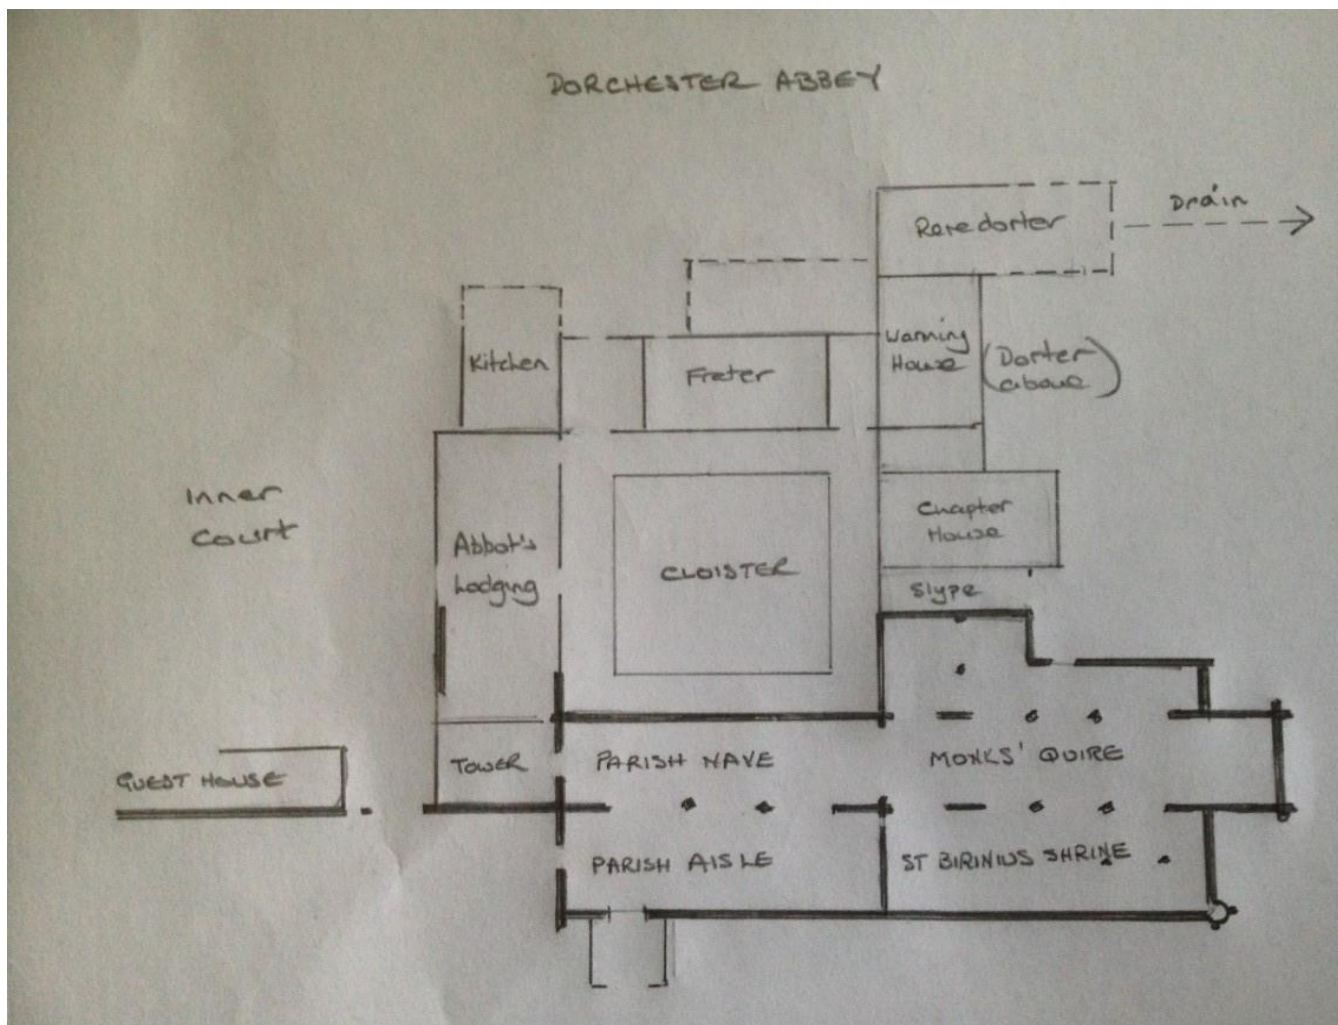 DORCHESTER ABBEY
Drain
Reredorter
Warming
House
(Dorter
above)
Kitchen
Frater
Inner
Court
Abbot's
Lodging
CLOISTER
Chapter
House
Slype
GUEST HOUSE
TOWER
PARISH NAVE
MONKS' QUIRE
PARISH AISLE
ST BIRINIUS SHRINE